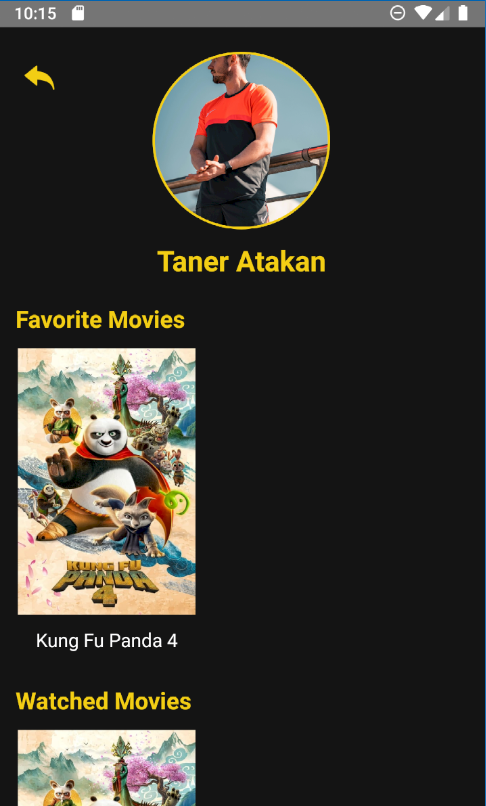 10:15
Taner Atakan
Favorite Movies
KUNG FU
PANDA
4
Kung Fu Panda 4
Watched Movies